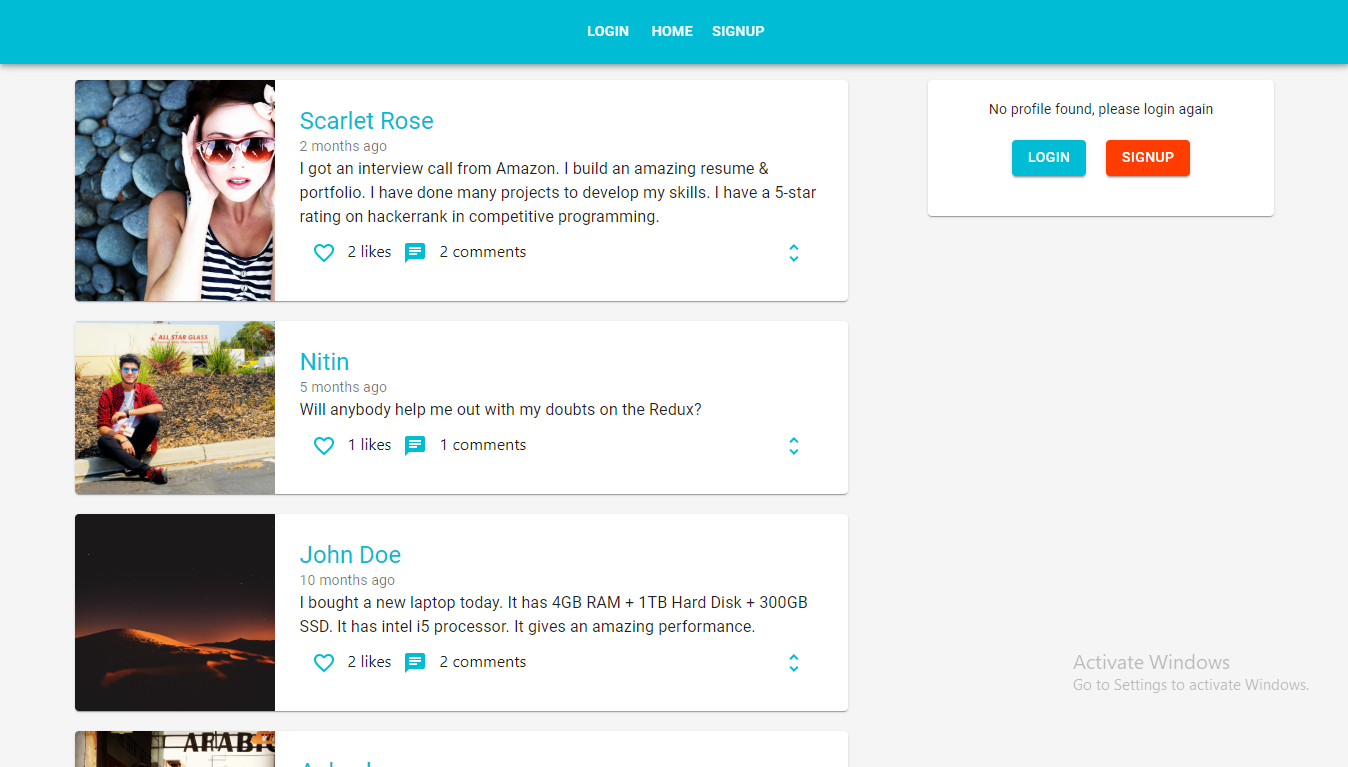 LOGIN HOME SIGNUP
Scarlet Rose
2 months ago
I got an interview call from Amazon. I build an amazing resume &
portfolio. I have done many projects to develop my skills. I have a 5-star
rating on hackerrank in competitive programming.
2 likes 2 comments
No profile found, please login again
LOGIN SIGNUP
ALL STAR GLASS
Nitin
5 months ago
Will anybody help me out with my doubts on the Redux?
1 likes 1 comments
John Doe
10 months ago
I bought a new laptop today. It has 4GB RAM + 1TB Hard Disk + 300GB
SSD. It has intel i5 processor. It gives an amazing performance.
2 likes 2 comments
Activate Windows
Go to Settings to activate Windows.